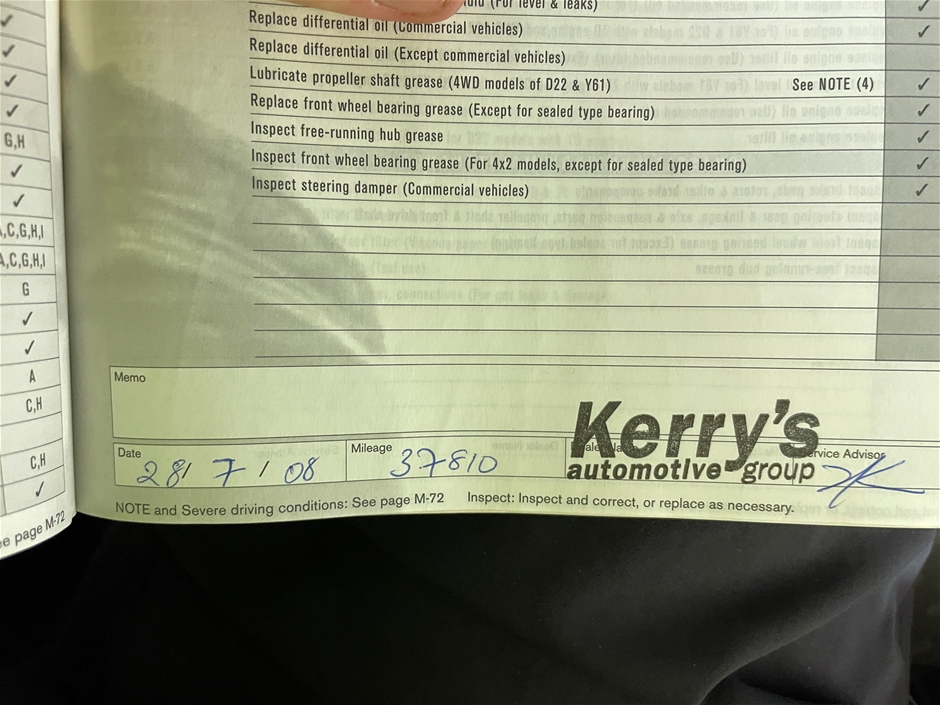 (For level & leaks) ✓
Replace differential oil (Commercial vehicles) ✓
Replace differential oil (Except commercial vehicles)
Lubricate propeller shaft grease (4WD models of D22 & Y61) See NOTE (4) ✓
Replace front wheel bearing grease (Except for sealed type bearing) ✓
Inspect free-running hub grease ✓
Inspect front wheel bearing grease (For 4x2 models, except for sealed type bearing) ✓
Inspect steering damper (Commercial vehicles) ✓
✓
✓
✓
✓
G,H
✓
✓
A,C,G,H,I
A,C,G,H,I
G
✓
✓
A
C,H
C,H
✓
page M-72
Memo
Date 28/ 7 / 08 Mileage 37810
Kerry's
automotive group
Service Advisor
NOTE and Severe driving conditions: See page M-72 Inspect: Inspect and correct, or replace as necessary.